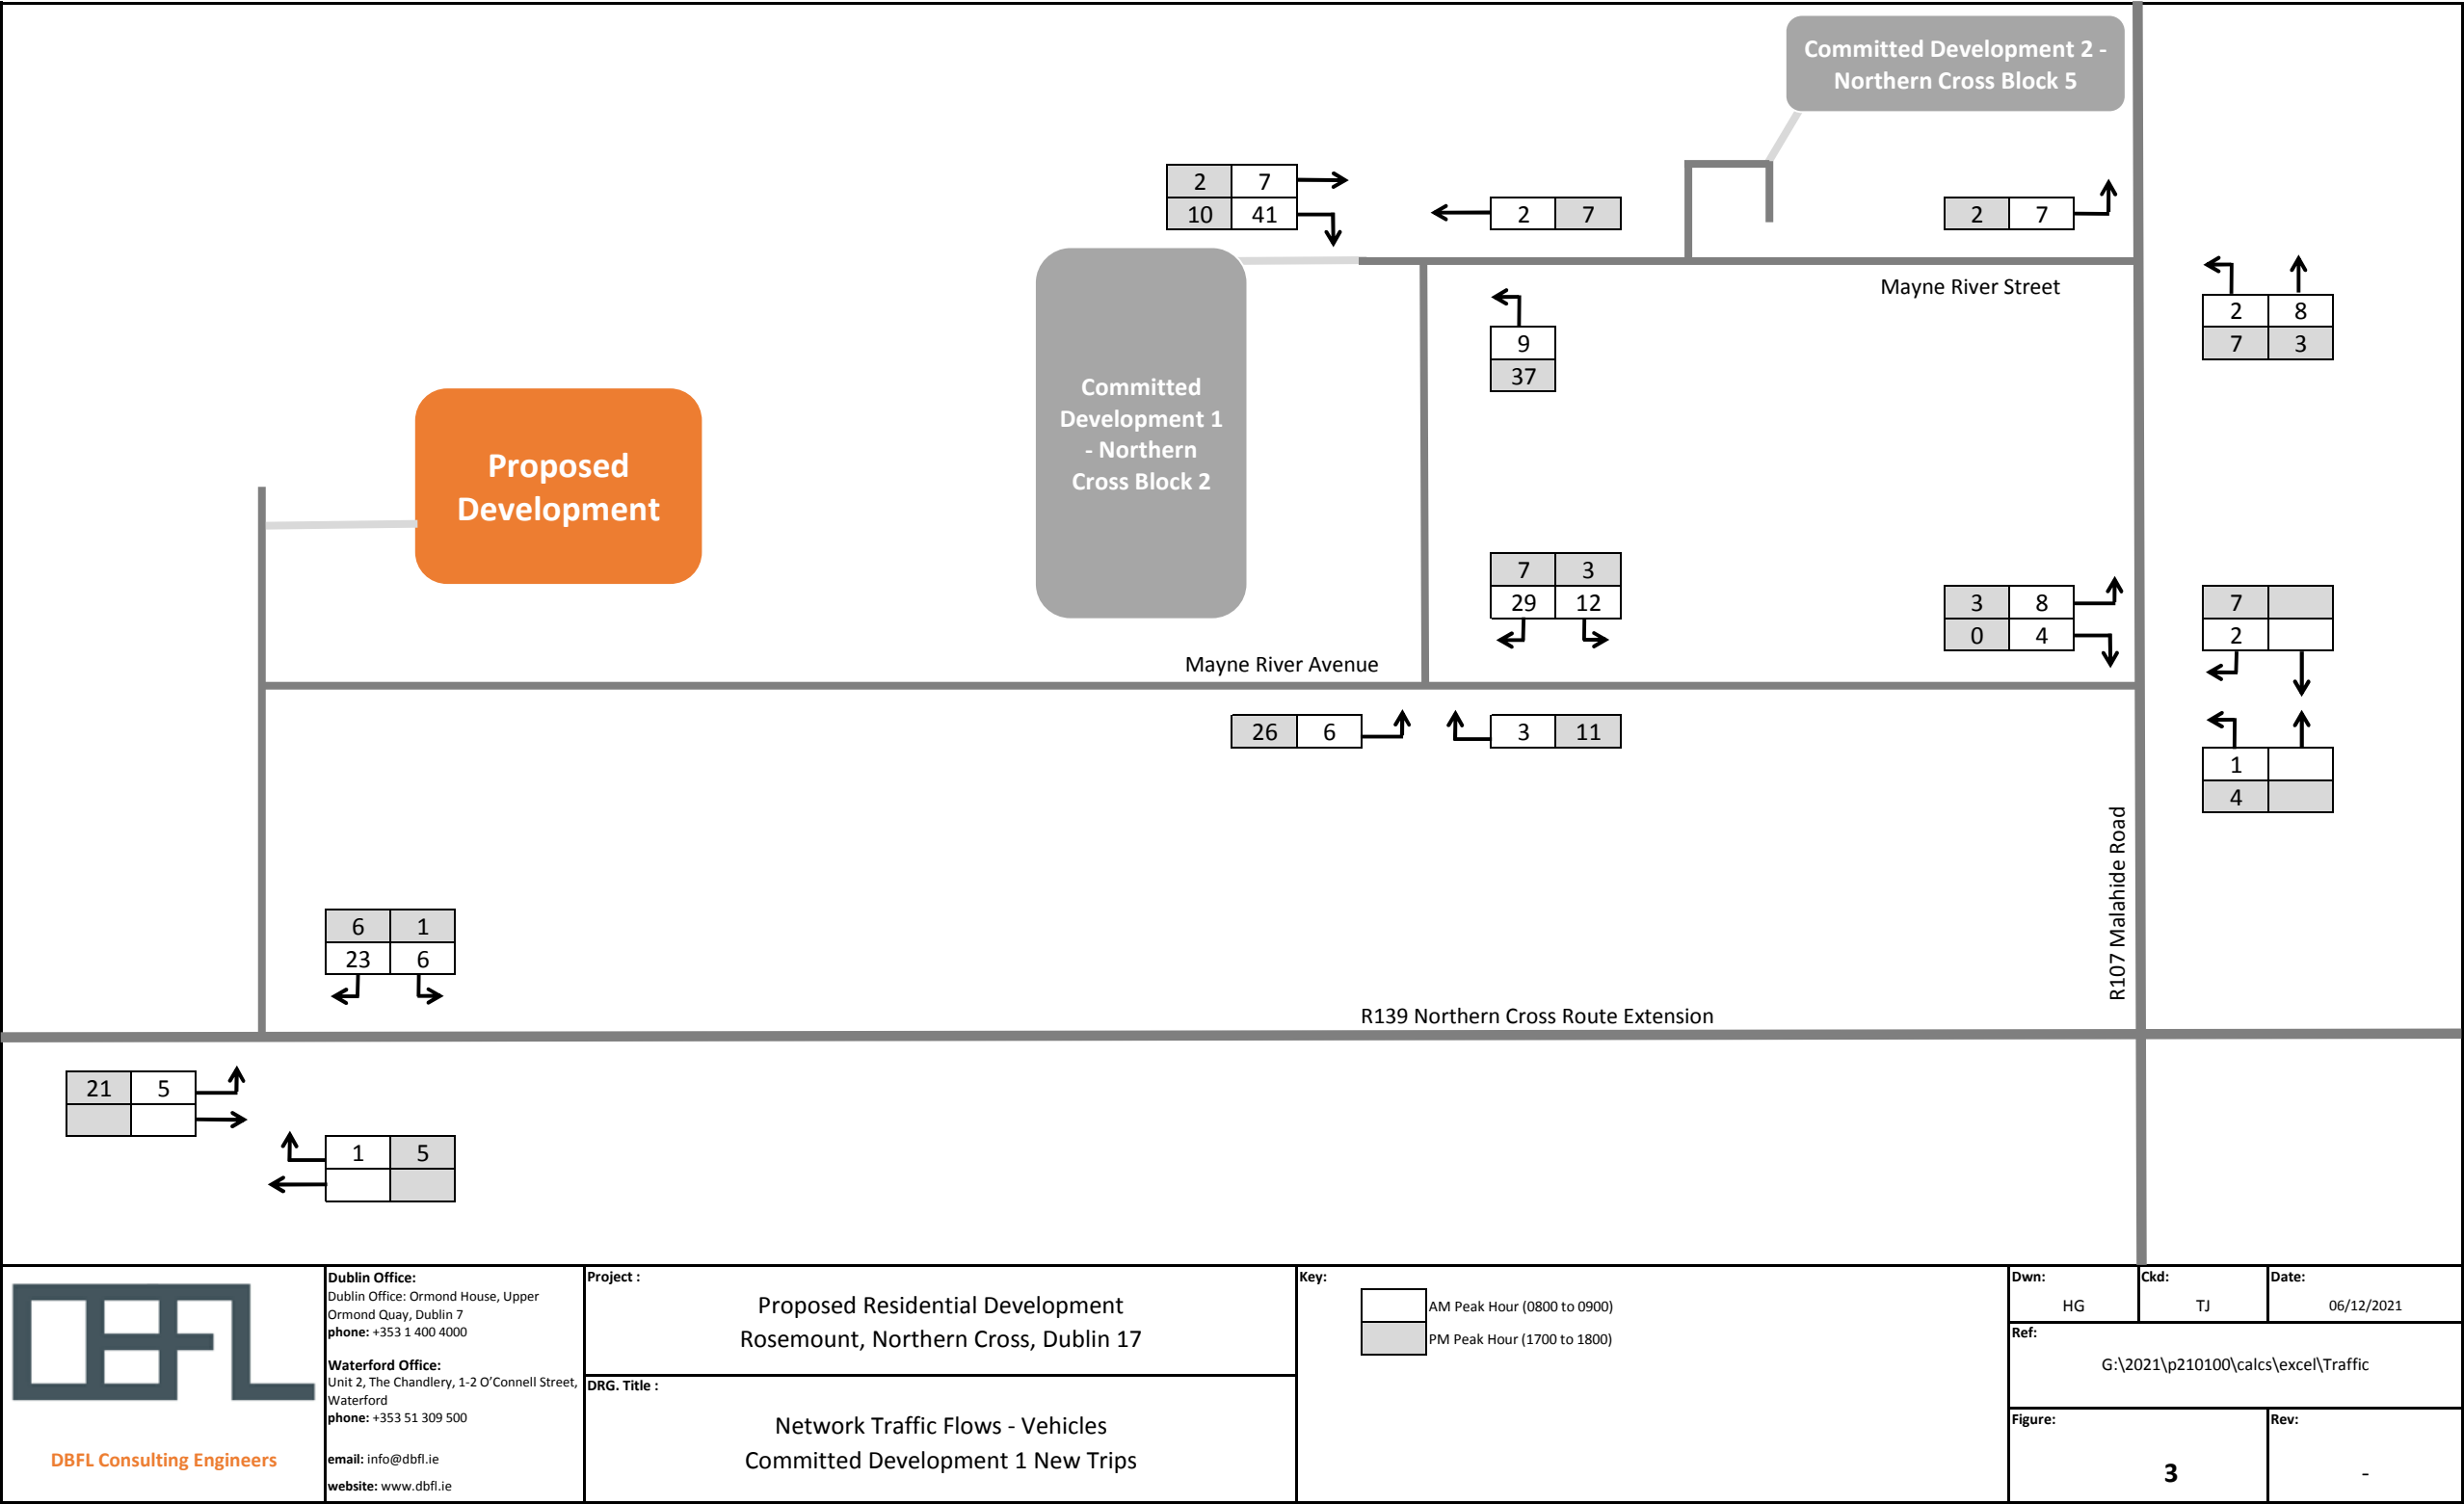 Committed Development 2 -
Northern Cross Block 5
2 7
10 41
2 7
2 7
Mayne River Street
2 8
7 3
9
37
Committed
Development 1
- Northern
Cross Block 2
Proposed
Development
7 3
29 12
3 8
0 4
7
2
Mayne River Avenue
26 6
3 11
1
4
R107 Malahide Road
6 1
23 6
R139 Northern Cross Route Extension
21 5
1 5
DBFL
DBFL Consulting Engineers
Dublin Office:
Dublin Office: Ormond House, Upper
Ormond Quay, Dublin 7
phone: +353 1 400 4000
Waterford Office:
Unit 2, The Chandlery, 1-2 O’Connell Street,
Waterford
phone: +353 51 309 500
email: info@dbfl.ie
website: www.dbfl.ie
Project :
Proposed Residential Development
Rosemount, Northern Cross, Dublin 17
DRG. Title :
Network Traffic Flows - Vehicles
Committed Development 1 New Trips
Key:
AM Peak Hour (0800 to 0900)
PM Peak Hour (1700 to 1800)
Dwn:
HG
Ckd:
TJ
Date:
06/12/2021
Ref:
G:\2021\p210100\calcs\excel\Traffic
Figure:
3
Rev:
-